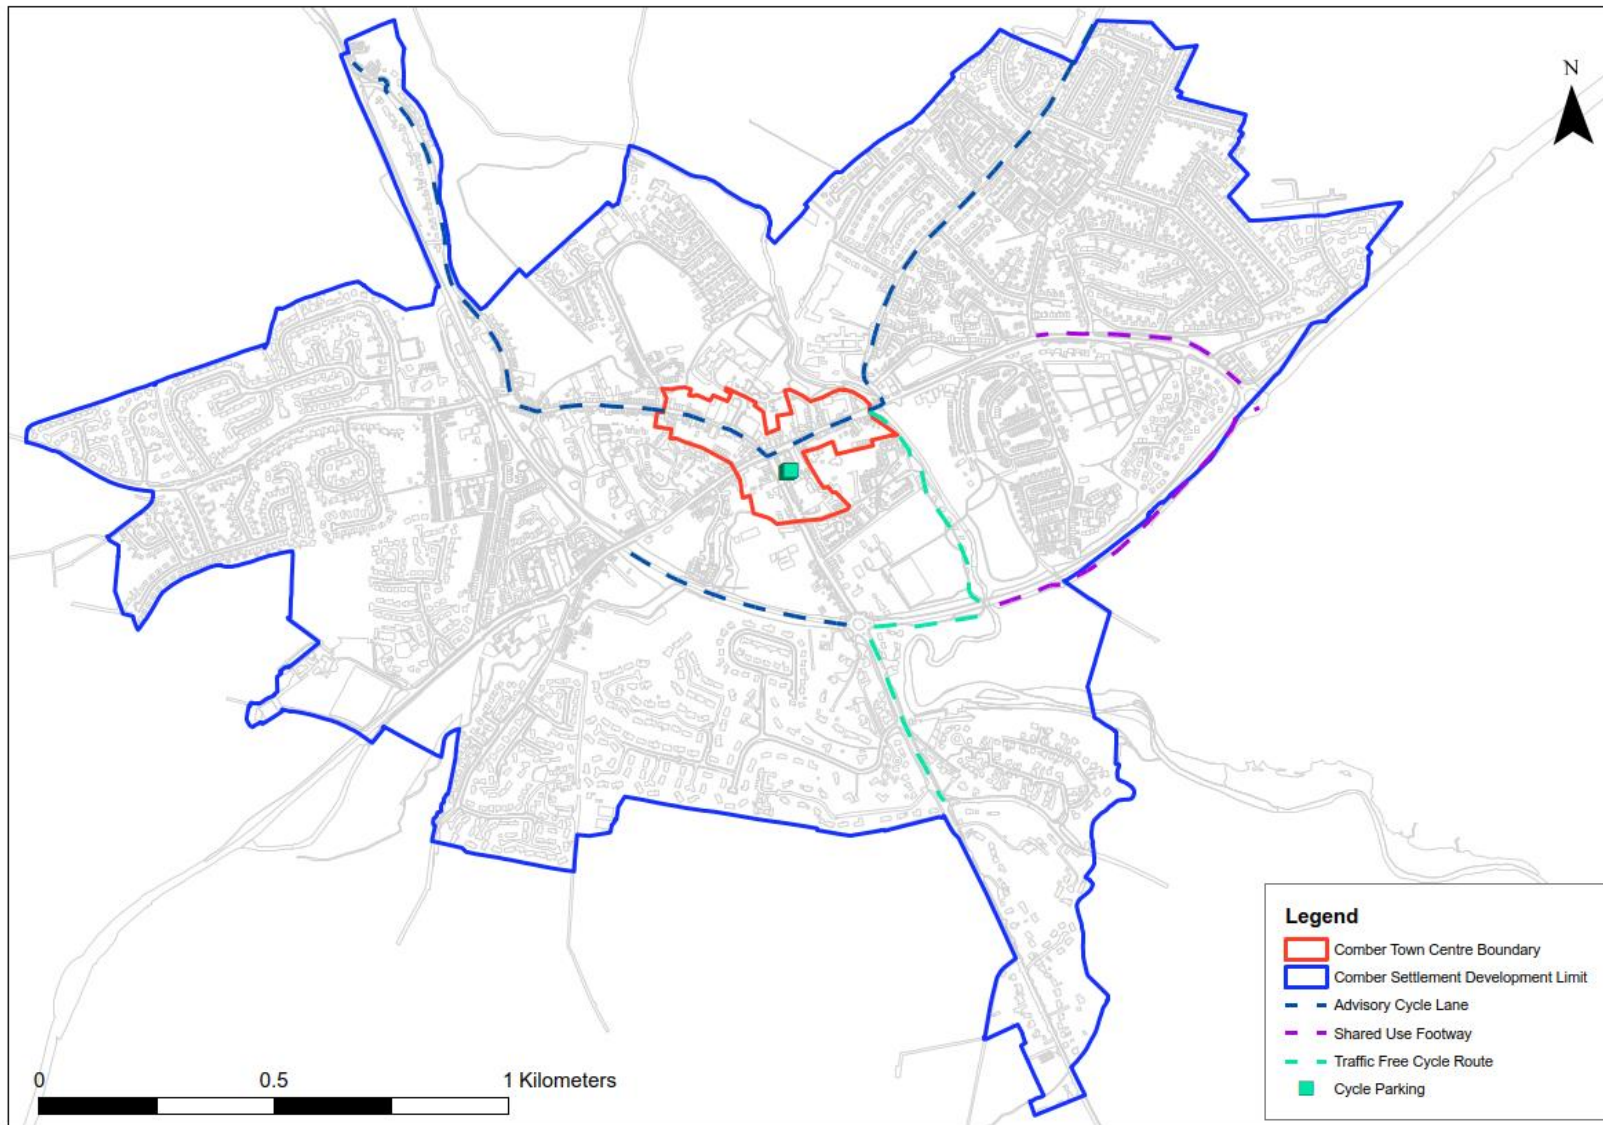 N
Legend
Comber Town Centre Boundary
Comber Settlement Development Limit
Advisory Cycle Lane
Shared Use Footway
Traffic Free Cycle Route
Cycle Parking
0 0.5 1 Kilometers